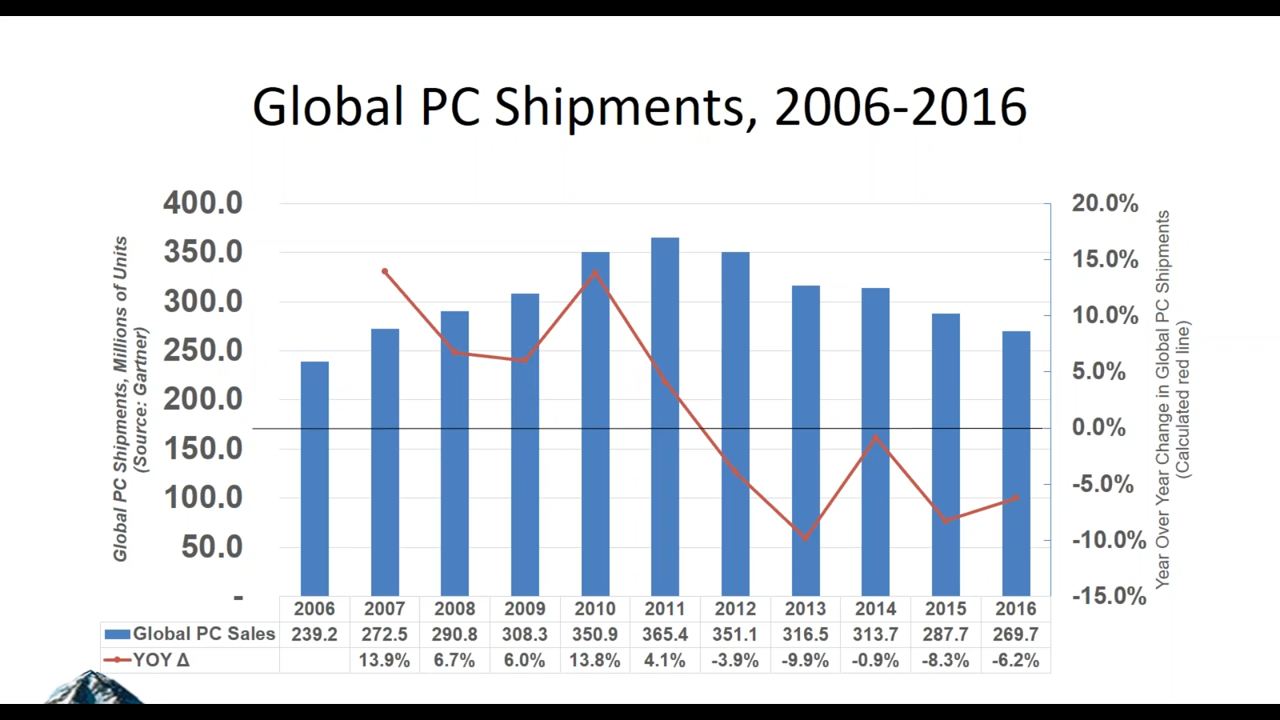 Global PC Shipments, 2006-2016
400.0
350.0
300.0
250.0
200.0
150.0
100.0
50.0
-
Global PC Shipments, Millions of Units
(Source: Gartner)
20.0%
15.0%
10.0%
5.0%
0.0%
-5.0%
-10.0%
-15.0%
Year Over Year Change in Global PC Shipments
(Calculated red line)
2006 2007 2008 2009 2010 2011 2012 2013 2014 2015 2016
Global PC Sales 239.2 272.5 290.8 308.3 350.9 365.4 351.1 316.5 313.7 287.7 269.7
YOY Δ 13.9% 6.7% 6.0% 13.8% 4.1% -3.9% -9.9% -0.9% -8.3% -6.2%